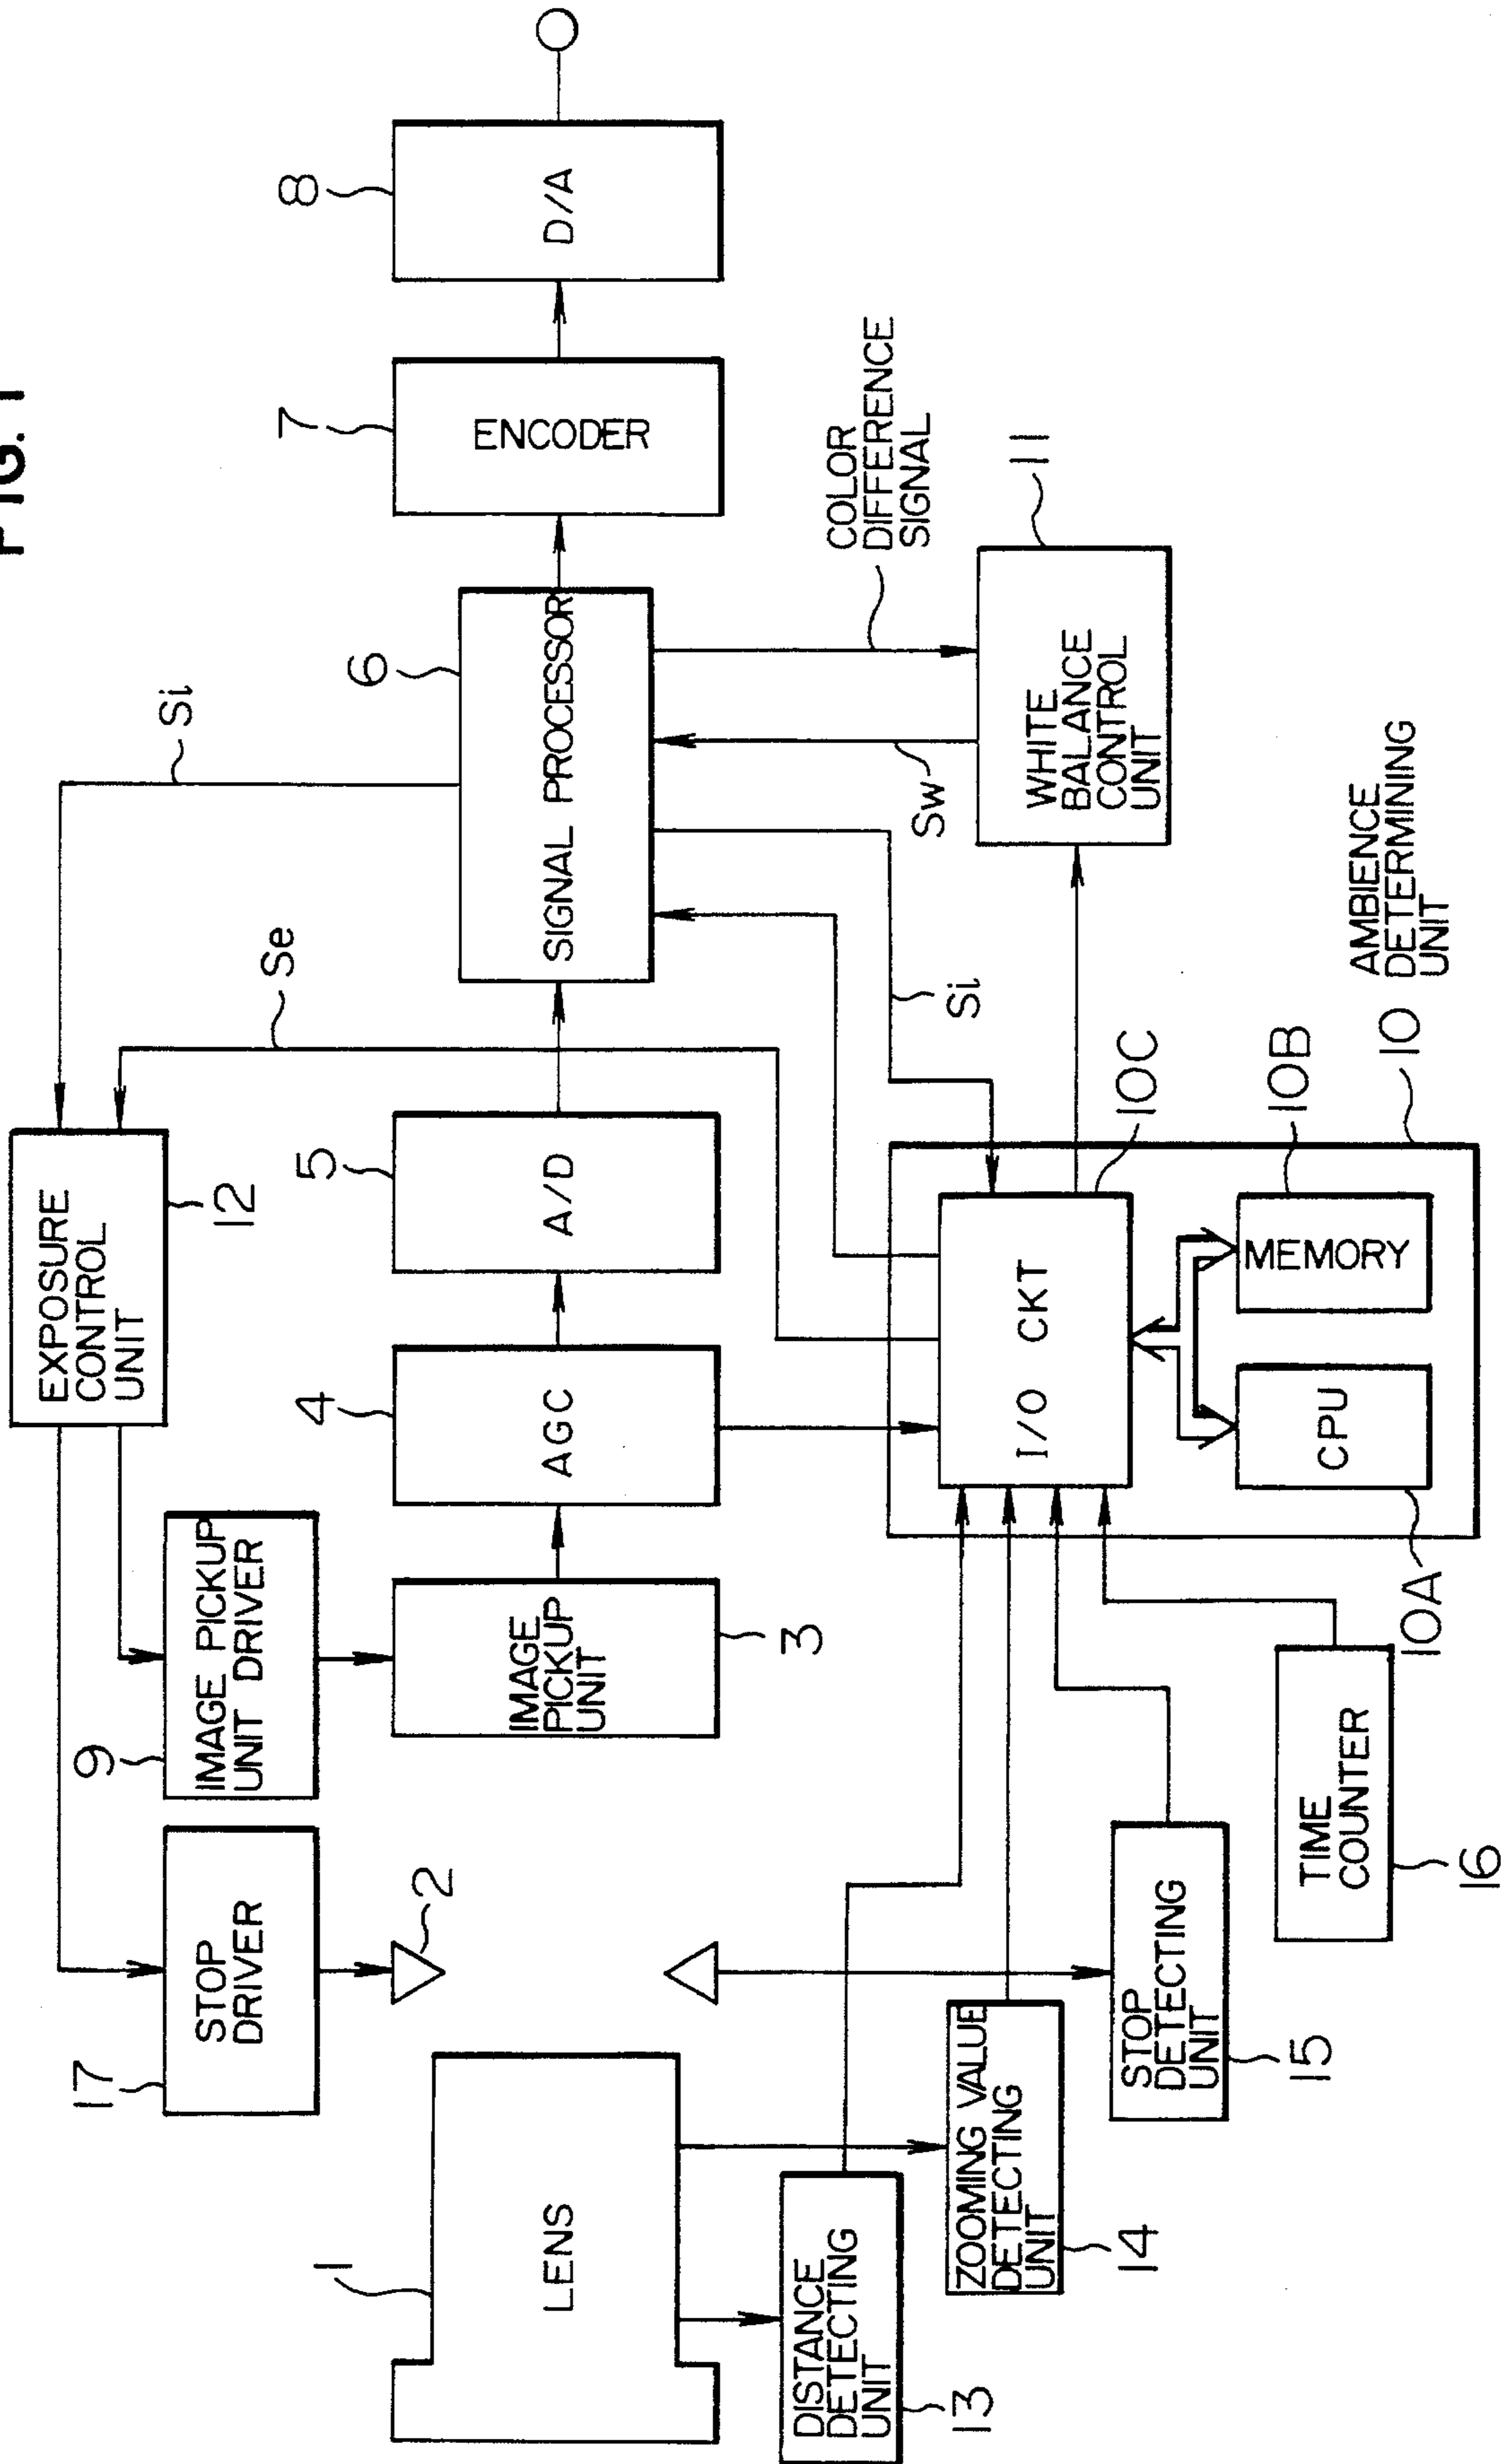 FIG. 1
EXPOSURE
CONTROL
UNIT
12
Si
Se
17
STOP
DRIVER
9
IMAGE PICKUP
UNIT DRIVER
2
1
LENS
IMAGE
PICKUP
UNIT
3
4
AGC
5
A/D
6
SIGNAL PROCESSOR
7
ENCODER
8
D/A
COLOR
DIFFERENCE
SIGNAL
Sw
Si
11
WHITE
BALANCE
CONTROL
UNIT
DISTANCE
DETECTING
UNIT
13
ZOOMING VALUE
DETECTING
UNIT
14
STOP
DETECTING
UNIT
15
TIME
COUNTER
16
I/O CKT
10C
CPU
10A
MEMORY
10B
10
AMBIENCE
DETERMINING
UNIT